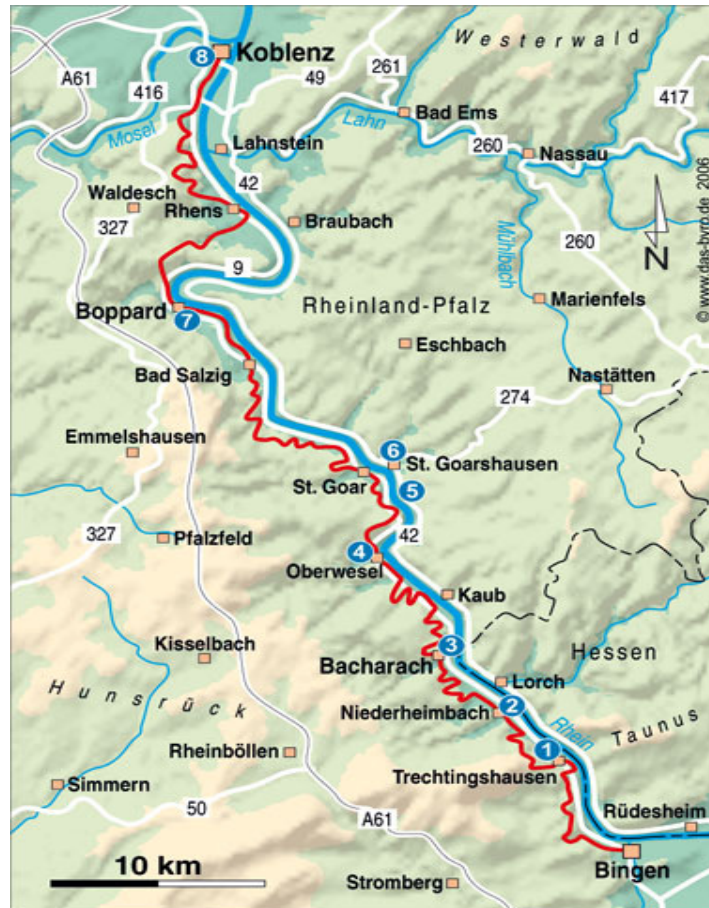 Westerwald
8
Koblenz
A61
261
49
416
417
Bad Ems
Mosel
Lahn
Lahnstein
260
Nassau
42
Waldesch
Rhens
Braubach
327
N
Mühlbach
260
9
© www.das-byro.de 2006
Boppard
7
Rheinland-Pfalz
Marienfels
Eschbach
Bad Salzig
Nastätten
274
Emmelshausen
6
St. Goarshausen
St. Goar
5
327
Pfalzfeld
42
4
Oberwesel
Kaub
Kisselbach
3
Bacharach
Hessen
Lorch
Hunsrück
Niederheimbach
2
Rhein
Taunus
Rheinböllen
1
Trechtingshausen
Simmern
50
A61
Rüdesheim
10 km
Bingen
Stromberg